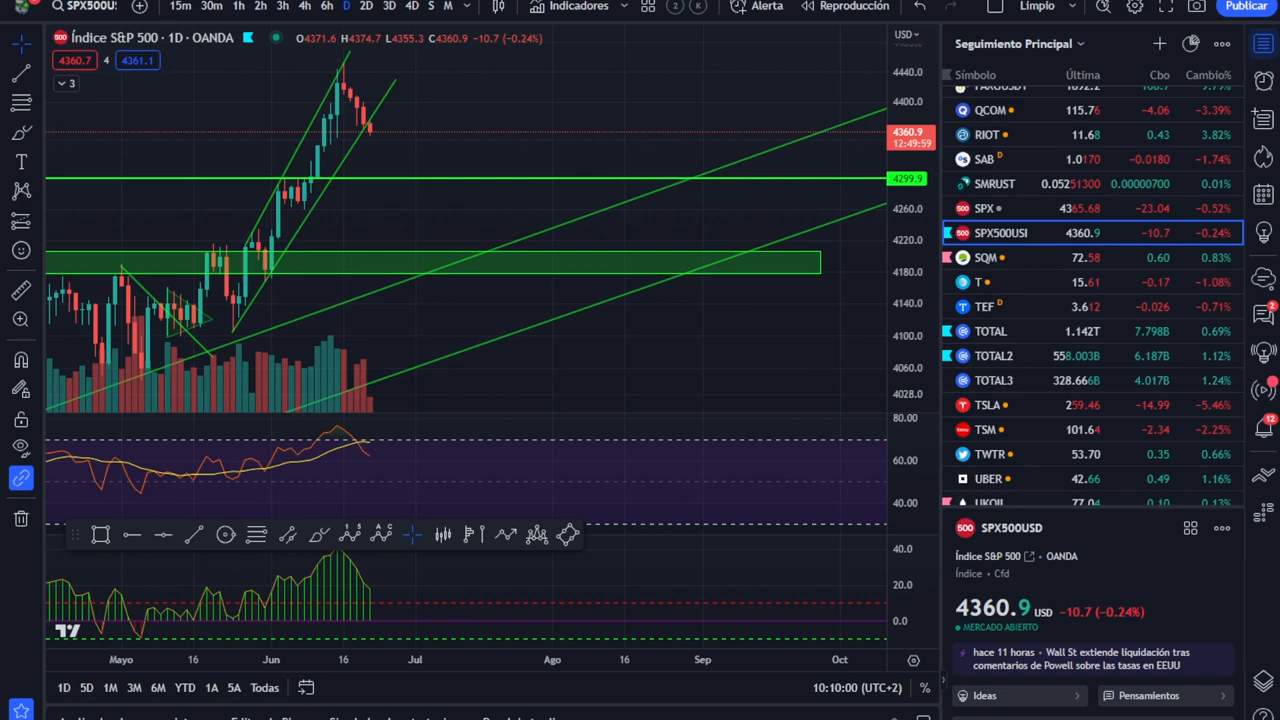 SPX500U
15m 30m 1h 2h 3h 4h 6h D 2D 3D 4D S M
Indicadores
2 K
Alerta
Reproducción
Limpio
Publicar
Índice S&P 500 · 1D · OANDA
O4371.6 H4374.7 L4355.3 C4360.9 −10.7 (−0.24%)
4360.7 4 4361.1
3
USD
4440.0
4400.0
4360.9
12:49:59
4299.9
4260.0
4220.0
4180.0
4140.0
4100.0
4060.0
4028.0
80.00
60.00
40.00
40.0
20.0
0.0
Mayo 16 Jun 16 Jul Ago 16 Sep Oct
1D 5D 1M 3M 6M YTD 1A 5A Todas
10:10:00 (UTC+2) %
Seguimiento Principal
Símbolo Última Cbo Cambio%
QCOM 115.76 −4.06 −3.39%
RIOT 11.68 0.43 3.82%
SAB D 1.0170 −0.0180 −1.74%
SMRUST 0.05251300 0.00000700 0.01%
SPX 4365.68 −23.04 −0.52%
SPX500USI 4360.9 −10.7 −0.24%
SQM 72.58 0.60 0.83%
T 15.61 −0.17 −1.08%
TEF D 3.612 −0.026 −0.71%
TOTAL 1.142T 7.798B 0.69%
TOTAL2 558.003B 6.187B 1.12%
TOTAL3 328.666B 4.017B 1.24%
TSLA 259.46 −14.99 −5.46%
TSM 101.64 −2.34 −2.25%
TWTR 53.70 0.35 0.66%
UBER 42.66 0.49 1.16%
UKOIL 77.04 0.10 0.13%
SPX500USD
Índice S&P 500 · OANDA
Índice · Cfd
4360.9 USD −10.7 (−0.24%)
MERCADO ABIERTO
hace 11 horas · Wall St extiende liquidación tras
comentarios de Powell sobre las tasas en EEUU
Ideas
Pensamientos
2
12